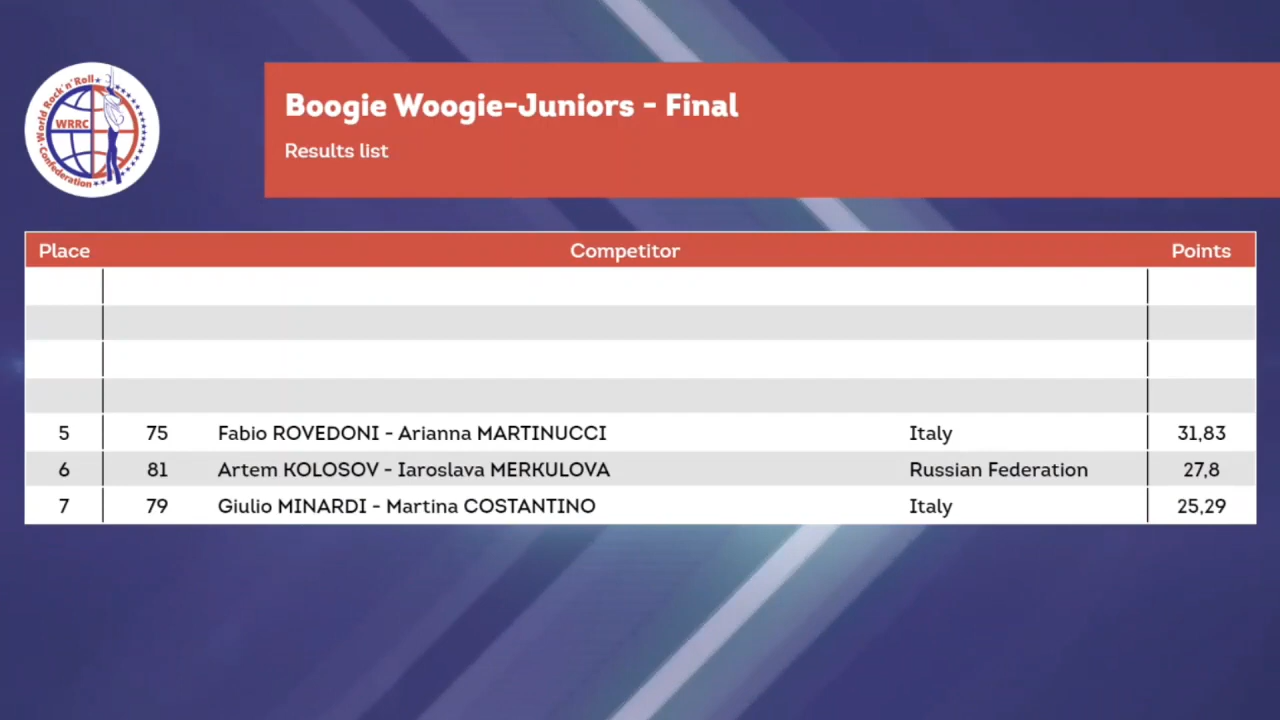 World Rock'n'Roll
WRRC
Confederation
Boogie Woogie-Juniors - Final
Results list
Place Competitor Points
5 75 Fabio ROVEDONI - Arianna MARTINUCCI Italy 31,83
6 81 Artem KOLOSOV - Iaroslava MERKULOVA Russian Federation 27,8
7 79 Giulio MINARDI - Martina COSTANTINO Italy 25,29